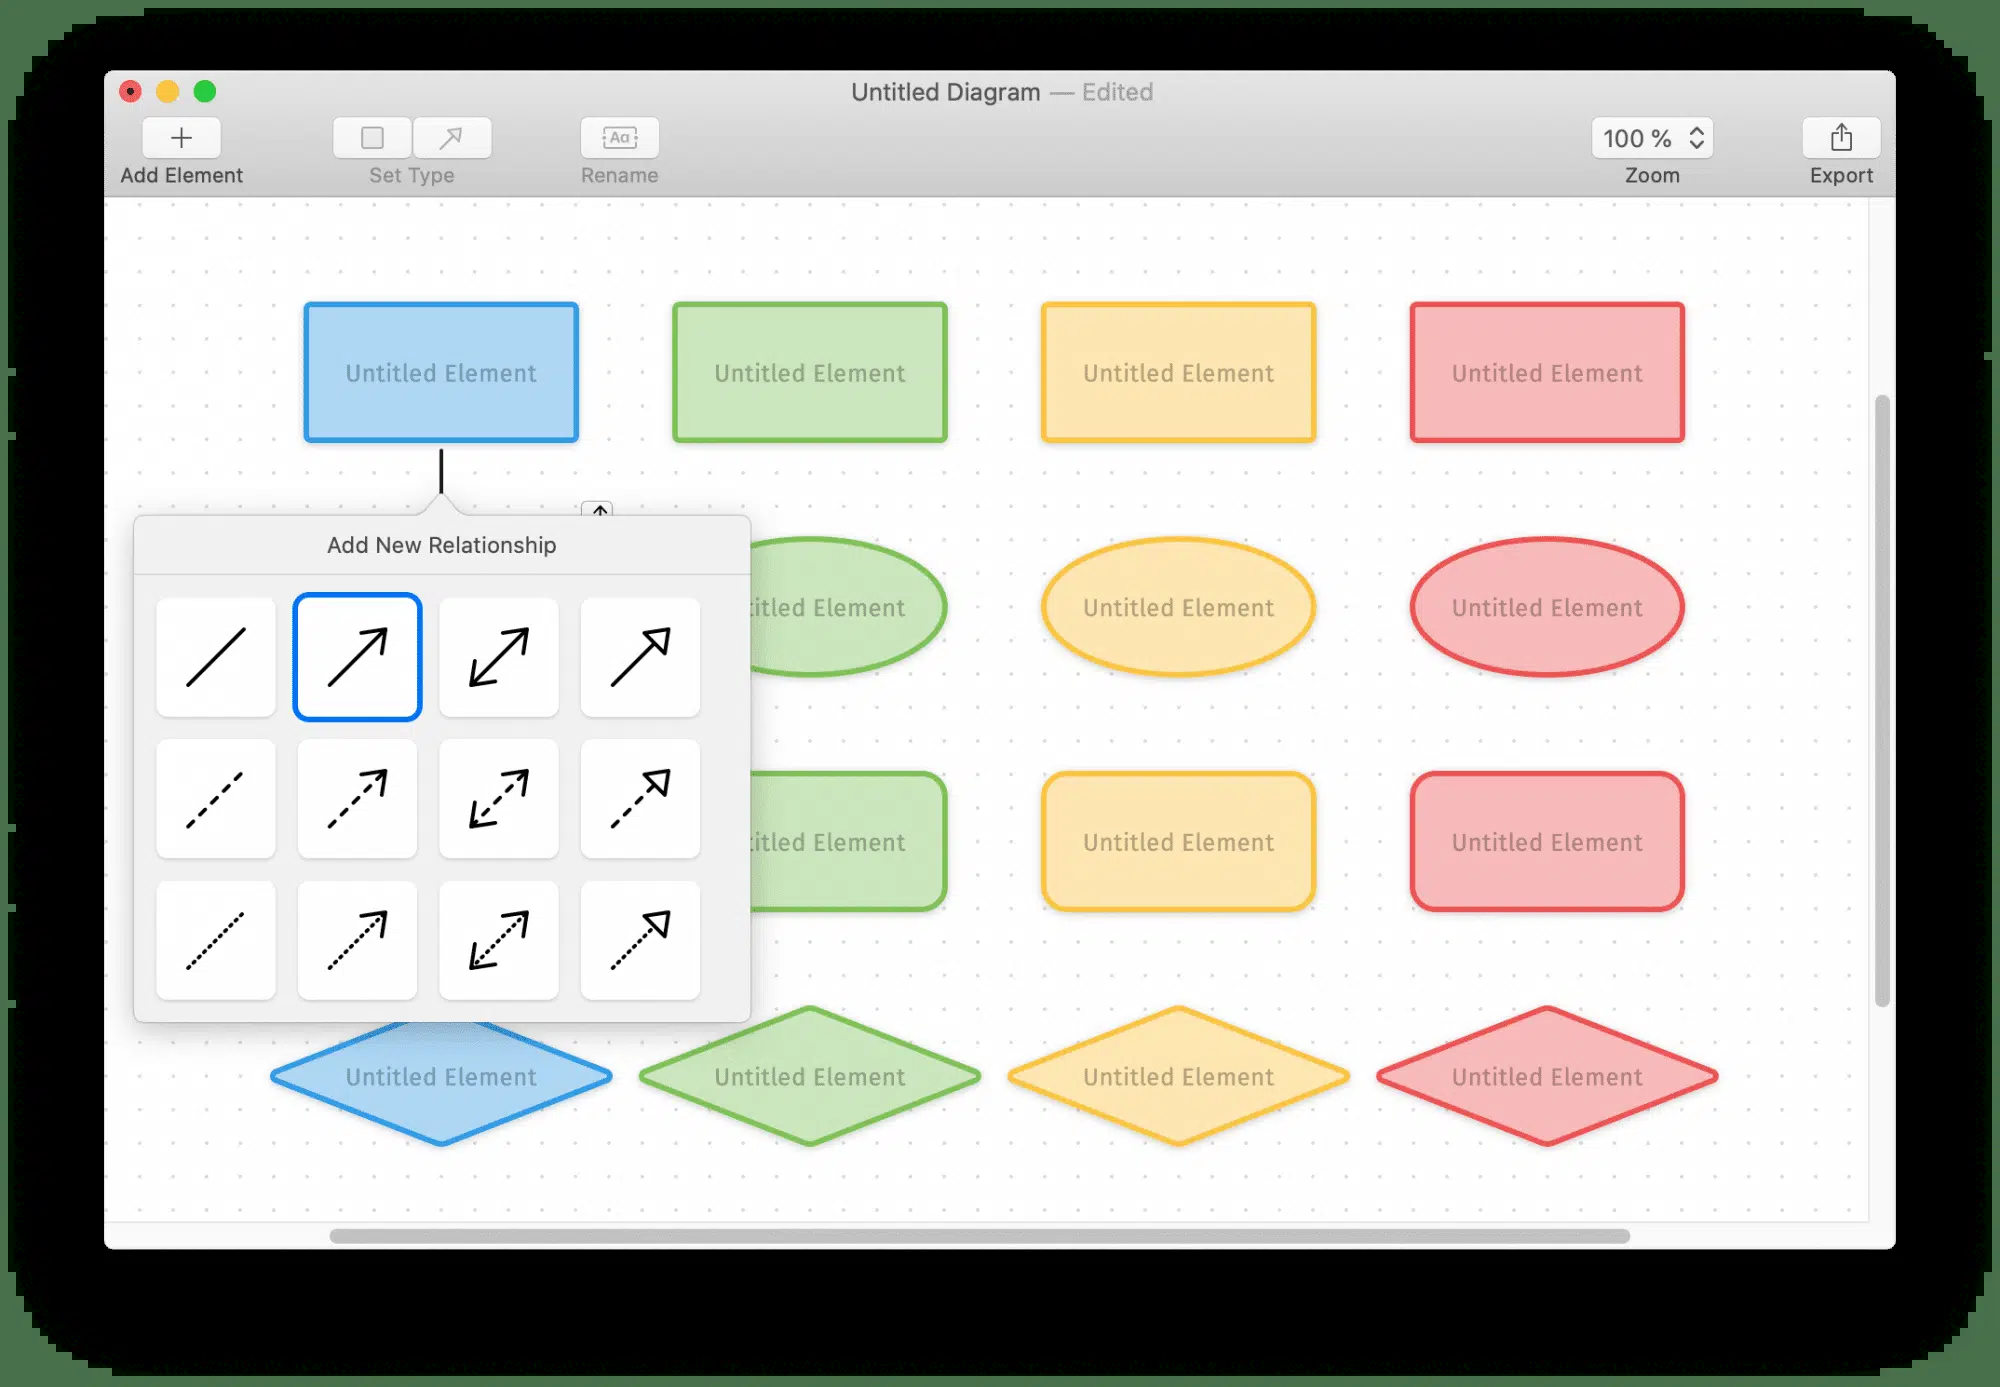 Untitled Diagram — Edited
Add Element
Set Type
Aa
Rename
100 %
Zoom
Export
Untitled Element Untitled Element Untitled Element Untitled Element
Add New Relationship
titled Element Untitled Element Untitled Element
titled Element Untitled Element Untitled Element
Untitled Element Untitled Element Untitled Element Untitled Element